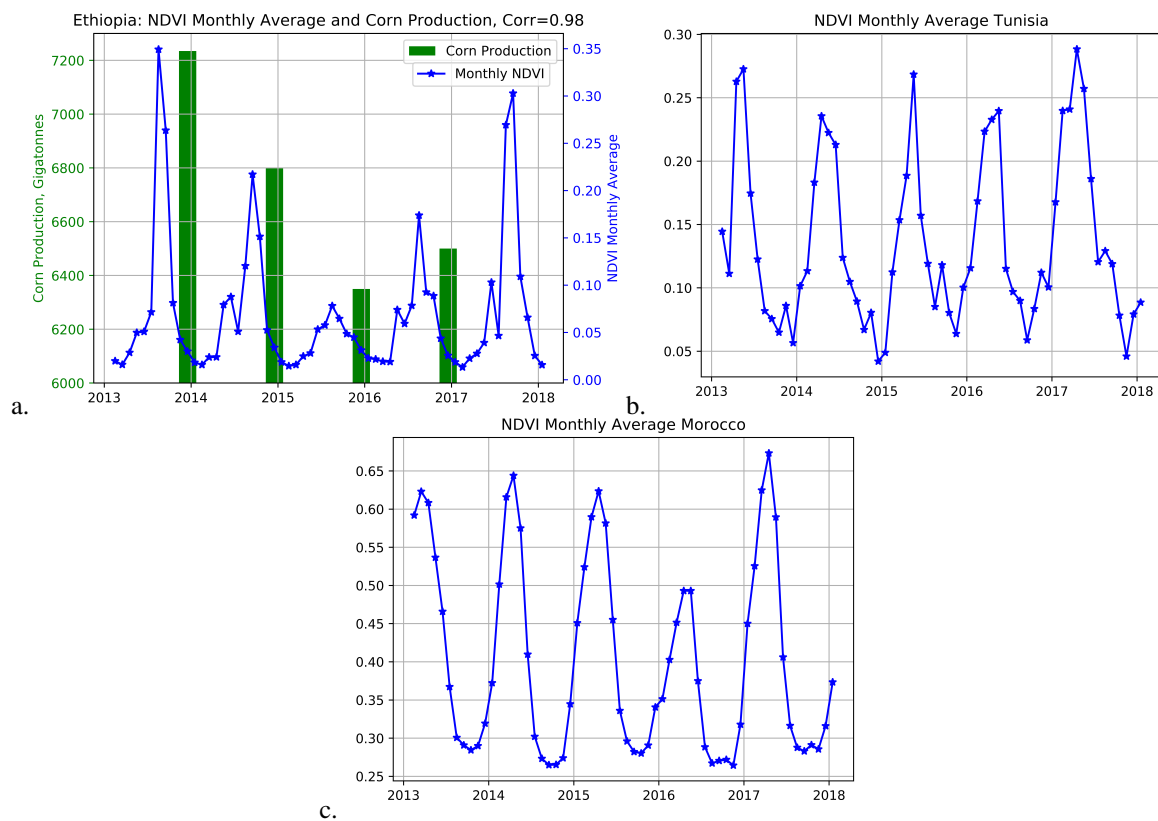 Ethiopia: NDVI Monthly Average and Corn Production, Corr=0.98
Corn Production
Monthly NDVI
Corn Production, Gigatonnes
7200
7000
6800
6600
6400
6200
6000
0.35
0.30
0.25
0.20
0.15
0.10
0.05
0.00
NDVI Monthly Average
2013 2014 2015 2016 2017 2018
a.
NDVI Monthly Average Tunisia
0.30
0.25
0.20
0.15
0.10
0.05
2013 2014 2015 2016 2017 2018
b.
NDVI Monthly Average Morocco
0.65
0.60
0.55
0.50
0.45
0.40
0.35
0.30
0.25
2013 2014 2015 2016 2017 2018
c.